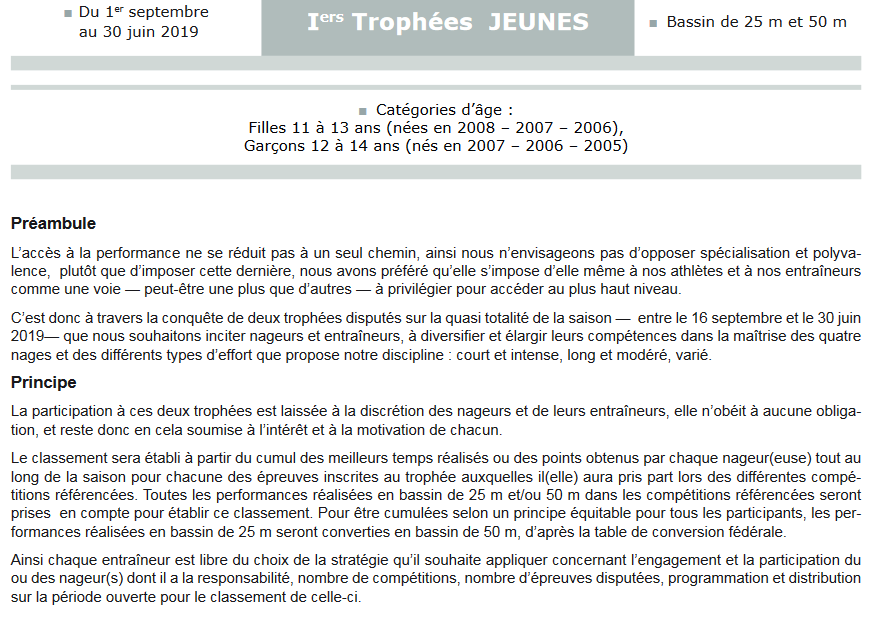 Du 1er septembre
au 30 juin 2019
Iers Trophées JEUNES
Bassin de 25 m et 50 m
Catégories d’âge :
Filles 11 à 13 ans (nées en 2008 – 2007 – 2006),
Garçons 12 à 14 ans (nés en 2007 – 2006 – 2005)
Préambule
L’accès à la performance ne se réduit pas à un seul chemin, ainsi nous n’envisageons pas d’opposer spécialisation et polyva-
lence, plutôt que d’imposer cette dernière, nous avons préféré qu’elle s’impose d’elle même à nos athlètes et à nos entraîneurs
comme une voie — peut-être une plus que d’autres — à privilégier pour accéder au plus haut niveau.
C’est donc à travers la conquête de deux trophées disputés sur la quasi totalité de la saison — entre le 16 septembre et le 30 juin
2019— que nous souhaitons inciter nageurs et entraîneurs, à diversifier et élargir leurs compétences dans la maîtrise des quatre
nages et des différents types d’effort que propose notre discipline : court et intense, long et modéré, varié.
Principe
La participation à ces deux trophées est laissée à la discrétion des nageurs et de leurs entraîneurs, elle n’obéit à aucune obliga-
tion, et reste donc en cela soumise à l’intérêt et à la motivation de chacun.
Le classement sera établi à partir du cumul des meilleurs temps réalisés ou des points obtenus par chaque nageur(euse) tout au
long de la saison pour chacune des épreuves inscrites au trophée auxquelles il(elle) aura pris part lors des différentes compé-
titions référencées. Toutes les performances réalisées en bassin de 25 m et/ou 50 m dans les compétitions référencées seront
prises en compte pour établir ce classement. Pour être cumulées selon un principe équitable pour tous les participants, les per-
formances réalisées en bassin de 25 m seront converties en bassin de 50 m, d’après la table de conversion fédérale.
Ainsi chaque entraîneur est libre du choix de la stratégie qu’il souhaite appliquer concernant l’engagement et la participation du
ou des nageur(s) dont il a la responsabilité, nombre de compétitions, nombre d’épreuves disputées, programmation et distribution
sur la période ouverte pour le classement de celle-ci.